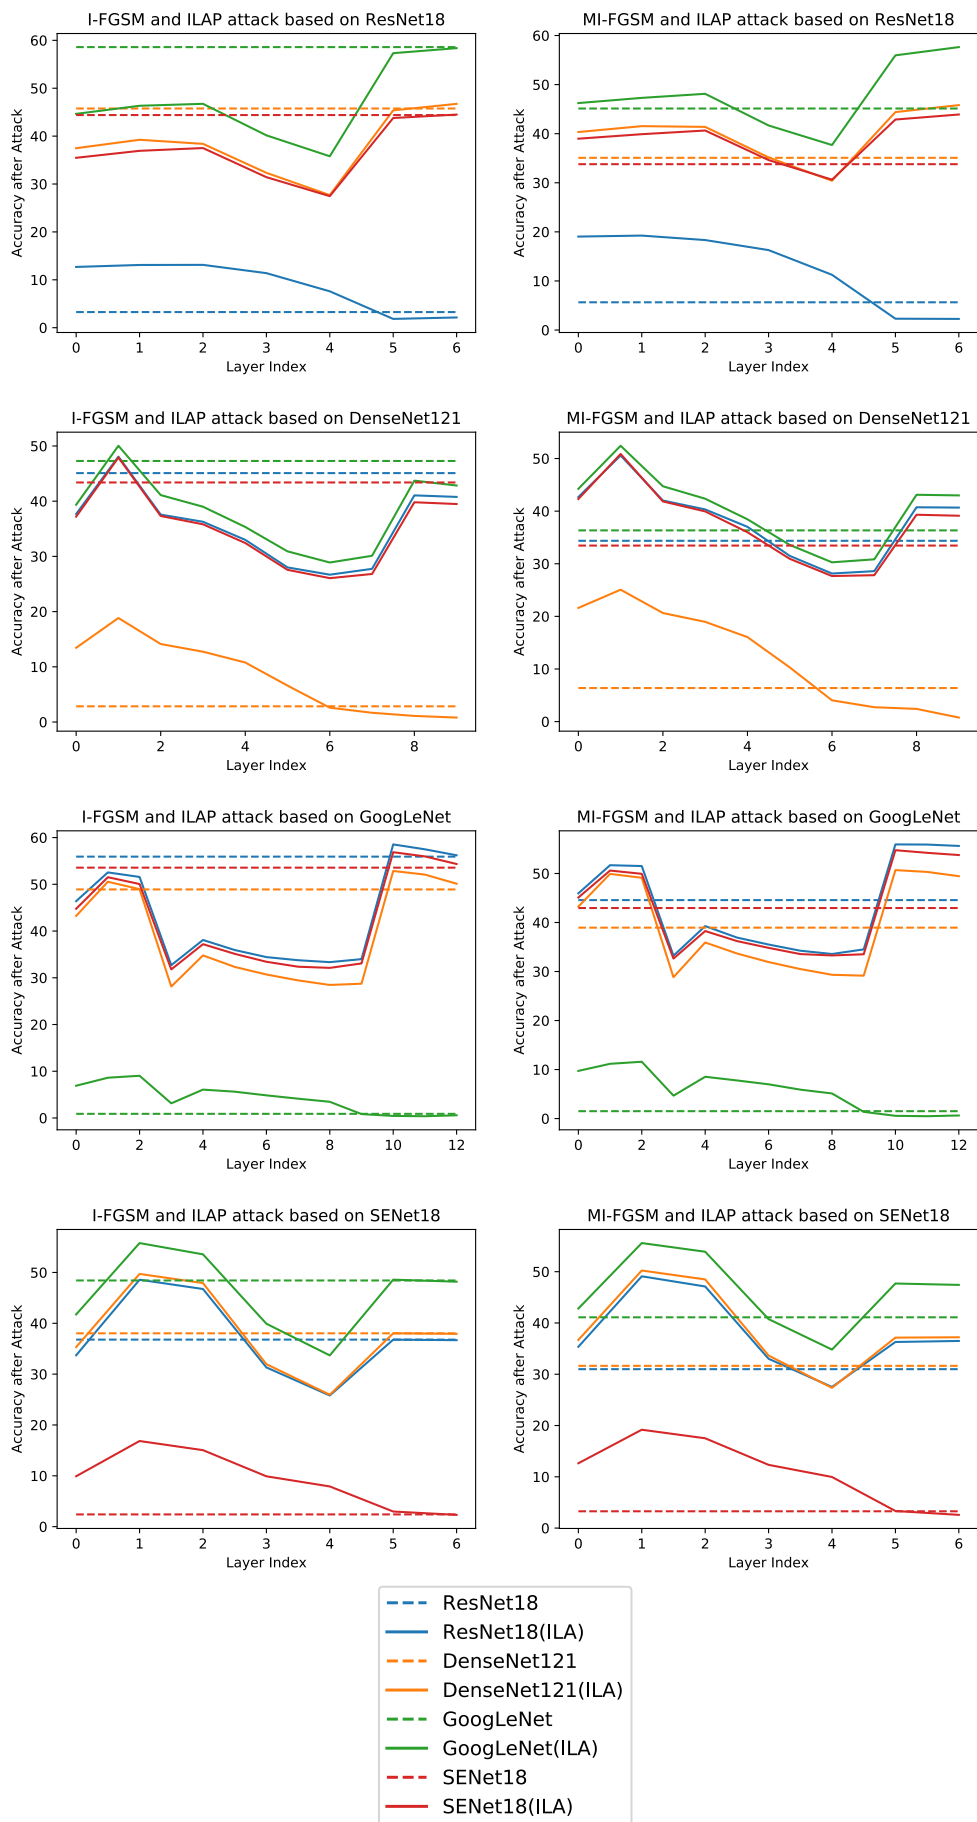 I-FGSM and ILAP attack based on ResNet18
60
50
40
30
20
10
0
Accuracy after Attack
0 1 2 3 4 5 6
Layer Index
MI-FGSM and ILAP attack based on ResNet18
60
50
40
30
20
10
0
Accuracy after Attack
0 1 2 3 4 5 6
Layer Index
I-FGSM and ILAP attack based on DenseNet121
50
40
30
20
10
0
Accuracy after Attack
0 2 4 6 8
Layer Index
MI-FGSM and ILAP attack based on DenseNet121
50
40
30
20
10
0
Accuracy after Attack
0 2 4 6 8
Layer Index
I-FGSM and ILAP attack based on GoogLeNet
60
50
40
30
20
10
0
Accuracy after Attack
0 2 4 6 8 10 12
Layer Index
MI-FGSM and ILAP attack based on GoogLeNet
50
40
30
20
10
0
Accuracy after Attack
0 2 4 6 8 10 12
Layer Index
I-FGSM and ILAP attack based on SENet18
50
40
30
20
10
0
Accuracy after Attack
0 1 2 3 4 5 6
Layer Index
MI-FGSM and ILAP attack based on SENet18
50
40
30
20
10
0
Accuracy after Attack
0 1 2 3 4 5 6
Layer Index
ResNet18
ResNet18(ILA)
DenseNet121
DenseNet121(ILA)
GoogLeNet
GoogLeNet(ILA)
SENet18
SENet18(ILA)